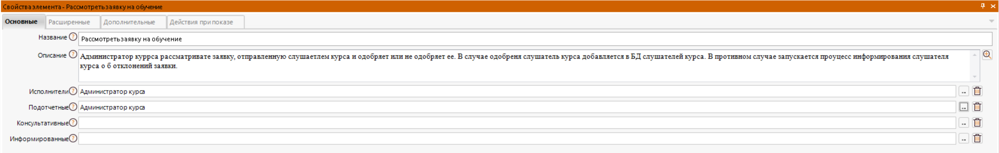 Свойства элемента - Рассмотреть заявку на обучение
Основные Расширенные Дополнительные Действия при показе
Название ? Рассмотреть заявку на обучение
Описание ? Администратор куррса рассматривате заявку, отправленную слушаетлем курса и одобряет или не одобряет ее. В случае одобреня слушатель курса добавляется в БД слушателей курса. В противном случае запускается проуцесс информирования слушателя
курса о б отклонений заявки.
Исполнители ? Администратор курса ...
Подотчетные ? Администратор курса ...
Консультативные ? ...
Информированные ? ...